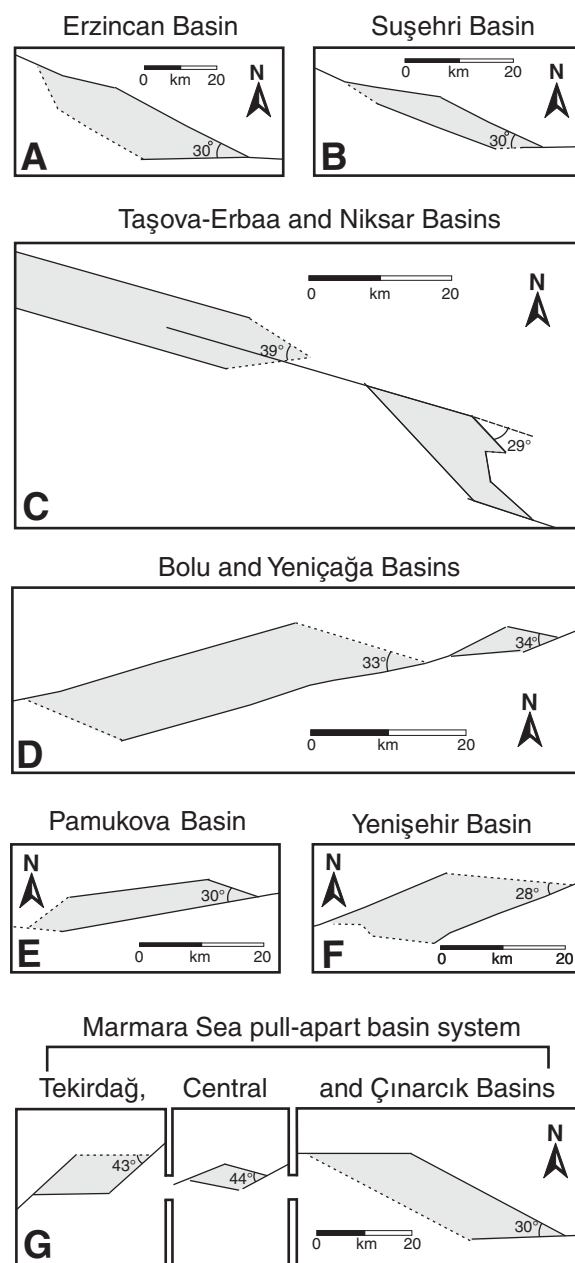 Erzincan Basin
0 km 20
N
30°
A
Suşehri Basin
0 km 20
N
30°
B
Taşova-Erbaa and Niksar Basins
0 km 20
N
39°
29°
C
Bolu and Yeniçağa Basins
33°
34°
N
0 km 20
D
Pamukova Basin
N
30°
0 km 20
E
Yenişehir Basin
N
28°
0 km 20
F
Marmara Sea pull-apart basin system
Tekirdağ, Central and Çınarcık Basins
43°
44°
N
30°
0 km 20
G